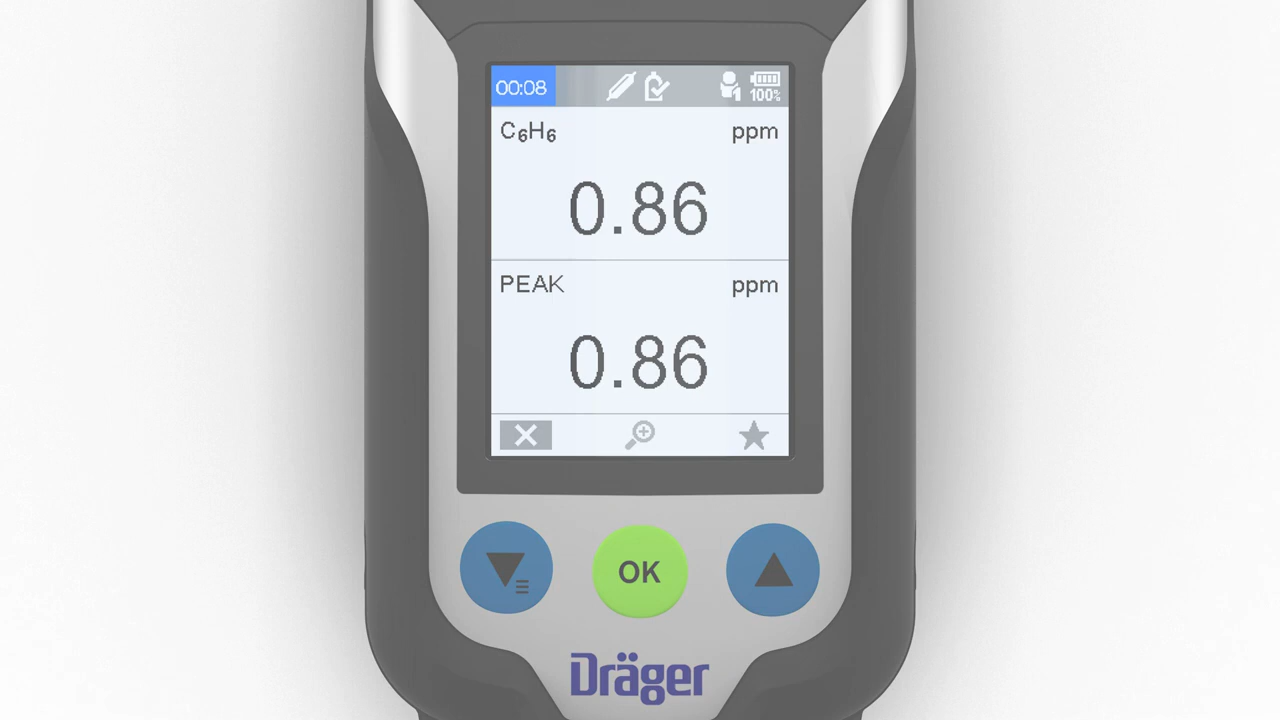 00:08
100%
C₆H₆ ppm
0.86
PEAK ppm
0.86
OK
Dräger